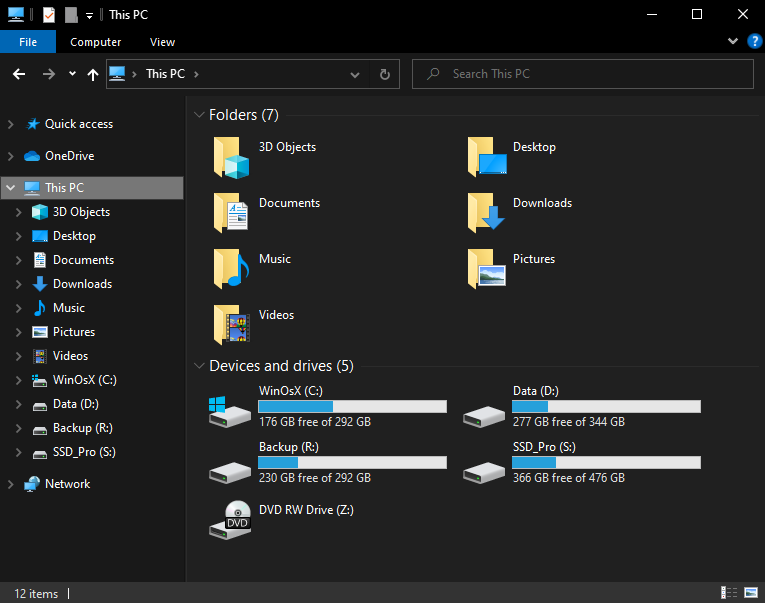 This PC
File Computer View
This PC
Search This PC
Quick access
OneDrive
This PC
3D Objects
Desktop
Documents
Downloads
Music
Pictures
Videos
WinOsX (C:)
Data (D:)
Backup (R:)
SSD_Pro (S:)
Network
Folders (7)
3D Objects
Desktop
Documents
Downloads
Music
Pictures
Videos
Devices and drives (5)
WinOsX (C:)
176 GB free of 292 GB
Data (D:)
277 GB free of 344 GB
Backup (R:)
230 GB free of 292 GB
SSD_Pro (S:)
366 GB free of 476 GB
DVD
DVD RW Drive (Z:)
12 items